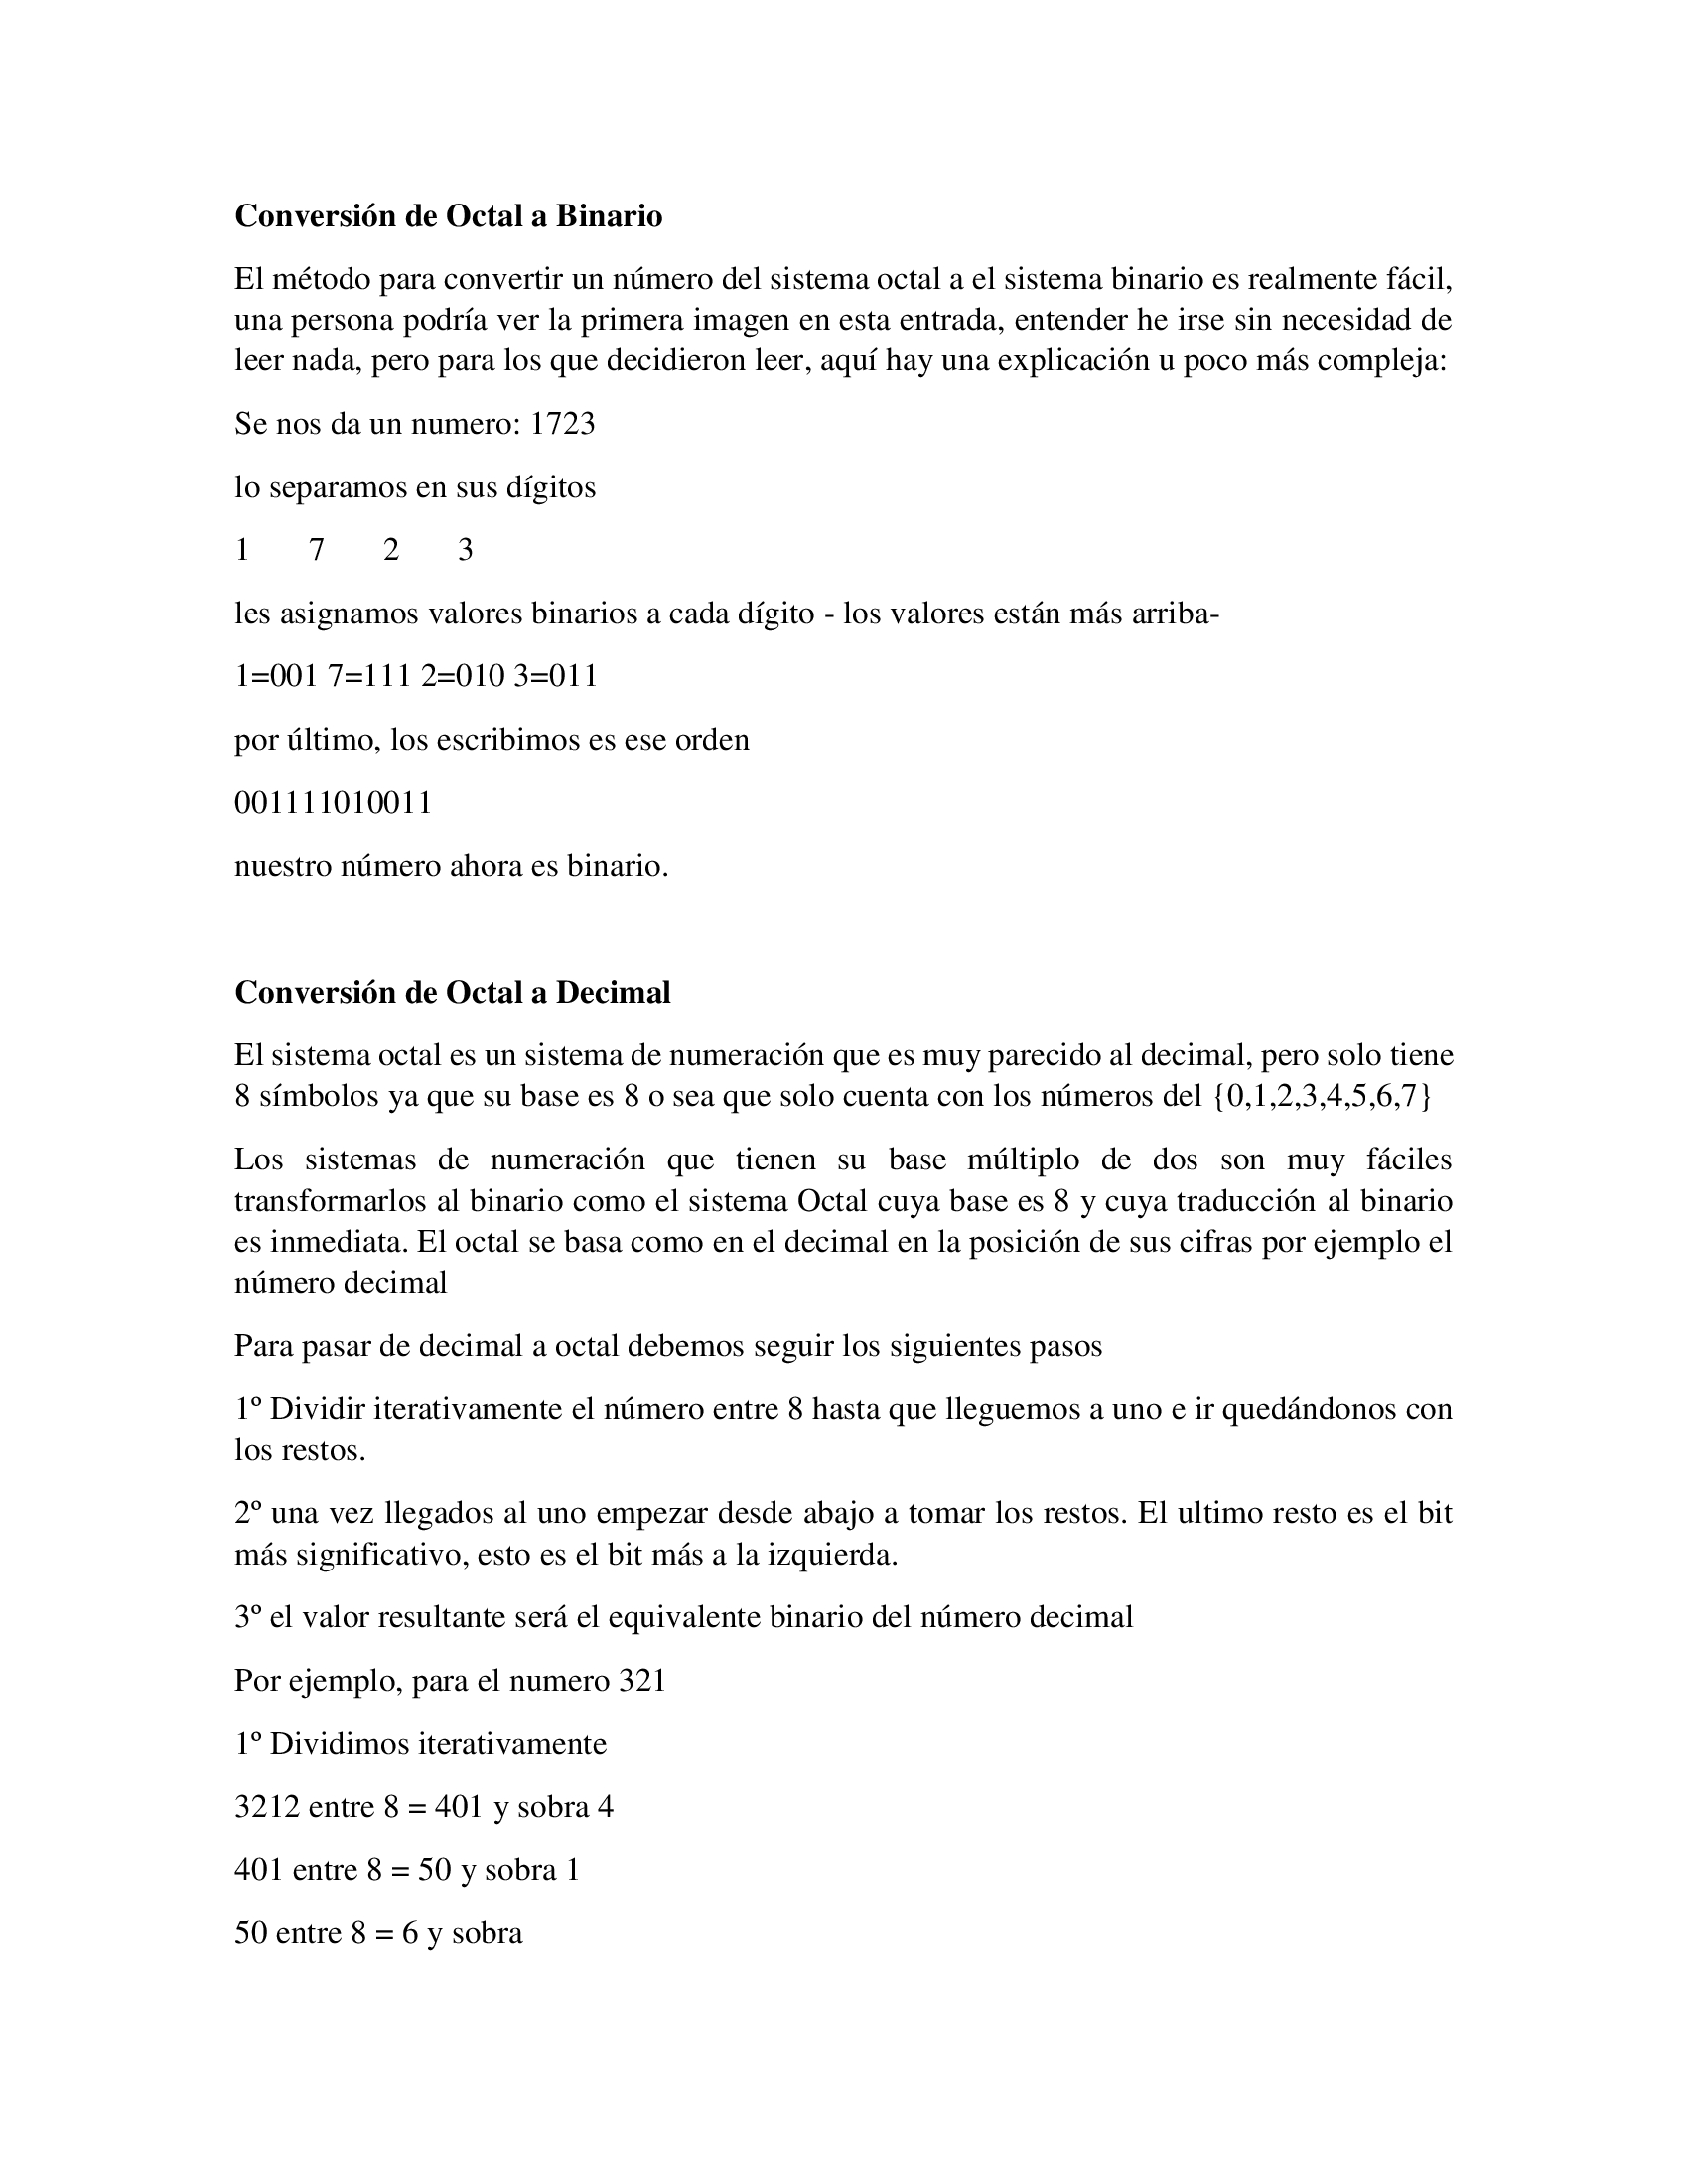 Conversión de Octal a Binario
El método para convertir un número del sistema octal a el sistema binario es realmente fácil,
una persona podría ver la primera imagen en esta entrada, entender he irse sin necesidad de
leer nada, pero para los que decidieron leer, aquí hay una explicación u poco más compleja:
Se nos da un numero: 1723
lo separamos en sus dígitos
1 7 2 3
les asignamos valores binarios a cada dígito - los valores están más arriba-
1=001 7=111 2=010 3=011
por último, los escribimos es ese orden
001111010011
nuestro número ahora es binario.
Conversión de Octal a Decimal
El sistema octal es un sistema de numeración que es muy parecido al decimal, pero solo tiene
8 símbolos ya que su base es 8 o sea que solo cuenta con los números del {0,1,2,3,4,5,6,7}
Los sistemas de numeración que tienen su base múltiplo de dos son muy fáciles
transformarlos al binario como el sistema Octal cuya base es 8 y cuya traducción al binario
es inmediata. El octal se basa como en el decimal en la posición de sus cifras por ejemplo el
número decimal
Para pasar de decimal a octal debemos seguir los siguientes pasos
1º Dividir iterativamente el número entre 8 hasta que lleguemos a uno e ir quedándonos con
los restos.
2º una vez llegados al uno empezar desde abajo a tomar los restos. El ultimo resto es el bit
más significativo, esto es el bit más a la izquierda.
3º el valor resultante será el equivalente binario del número decimal
Por ejemplo, para el numero 321
1º Dividimos iterativamente
3212 entre 8 = 401 y sobra 4
401 entre 8 = 50 y sobra 1
50 entre 8 = 6 y sobra